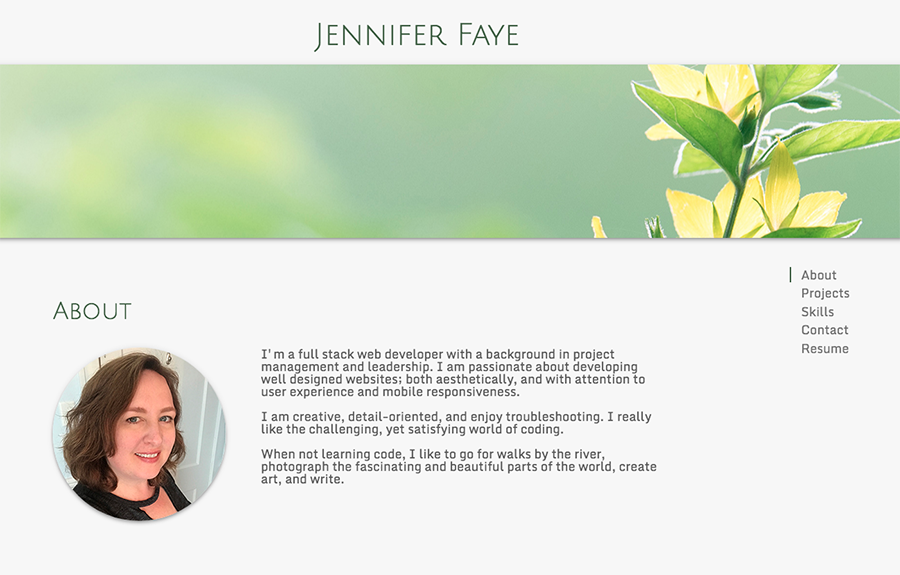 Jennifer Faye
About
Projects
Skills
Contact
Resume
About
I'm a full stack web developer with a background in project
management and leadership. I am passionate about developing
well designed websites; both aesthetically, and with attention to
user experience and mobile responsiveness.
I am creative, detail-oriented, and enjoy troubleshooting. I really
like the challenging, yet satisfying world of coding.
When not learning code, I like to go for walks by the river,
photograph the fascinating and beautiful parts of the world, create
art, and write.